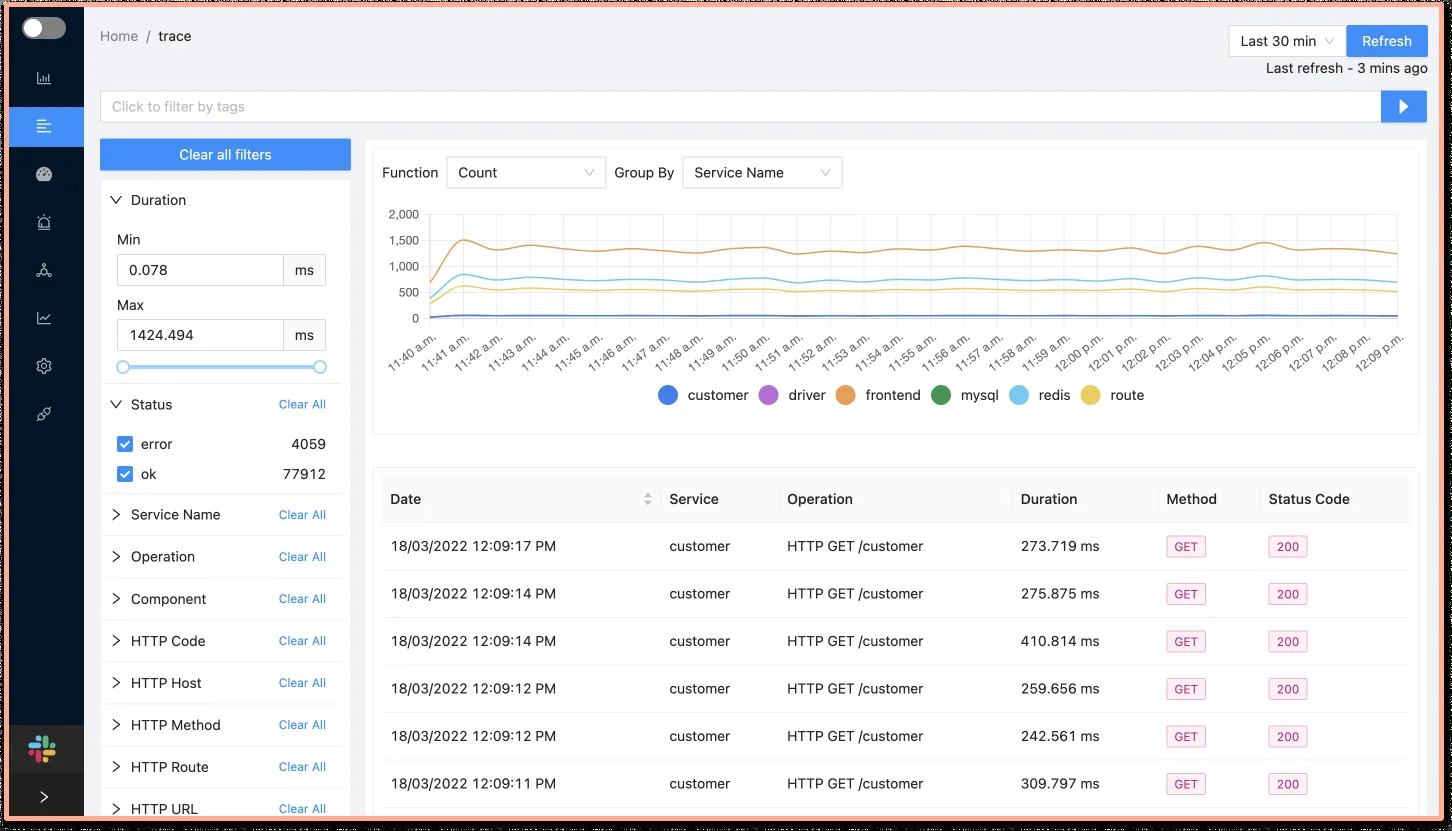 Home / trace
Last 30 min
Refresh
Last refresh - 3 mins ago
Click to filter by tags
Clear all filters
Duration
Min
0.078 ms
Max
1424.494 ms
Status Clear All
error 4059
ok 77912
Service Name Clear All
Operation Clear All
Component Clear All
HTTP Code Clear All
HTTP Host Clear All
HTTP Method Clear All
HTTP Route Clear All
HTTP URL Clear All
Function Count Group By Service Name
2,000
1,500
1,000
500
0
11:40 a.m. 11:41 a.m. 11:42 a.m. 11:43 a.m. 11:44 a.m. 11:45 a.m. 11:46 a.m. 11:47 a.m. 11:48 a.m. 11:49 a.m. 11:50 a.m. 11:51 a.m. 11:52 a.m. 11:53 a.m. 11:54 a.m. 11:55 a.m. 11:56 a.m. 11:57 a.m. 11:58 a.m. 11:59 a.m. 12:00 p.m. 12:01 p.m. 12:02 p.m. 12:03 p.m. 12:04 p.m. 12:05 p.m. 12:06 p.m. 12:07 p.m. 12:08 p.m. 12:09 p.m.
customer driver frontend mysql redis route
Date Service Operation Duration Method Status Code
18/03/2022 12:09:17 PM customer HTTP GET /customer 273.719 ms GET 200
18/03/2022 12:09:14 PM customer HTTP GET /customer 275.875 ms GET 200
18/03/2022 12:09:14 PM customer HTTP GET /customer 410.814 ms GET 200
18/03/2022 12:09:12 PM customer HTTP GET /customer 259.656 ms GET 200
18/03/2022 12:09:12 PM customer HTTP GET /customer 242.561 ms GET 200
18/03/2022 12:09:11 PM customer HTTP GET /customer 309.797 ms GET 200